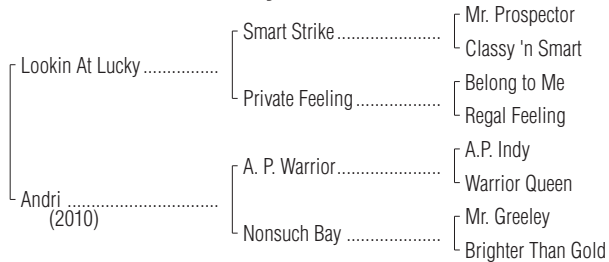 Mr. Prospector
Smart Strike ....................
Classy 'n Smart
Lookin At Lucky ................
Belong to Me
Private Feeling ...................
Regal Feeling
A.P. Indy
A. P. Warrior.......................
Warrior Queen
Andri ................................
(2010)
Mr. Greeley
Nonsuch Bay .....................
Brighter Than Gold